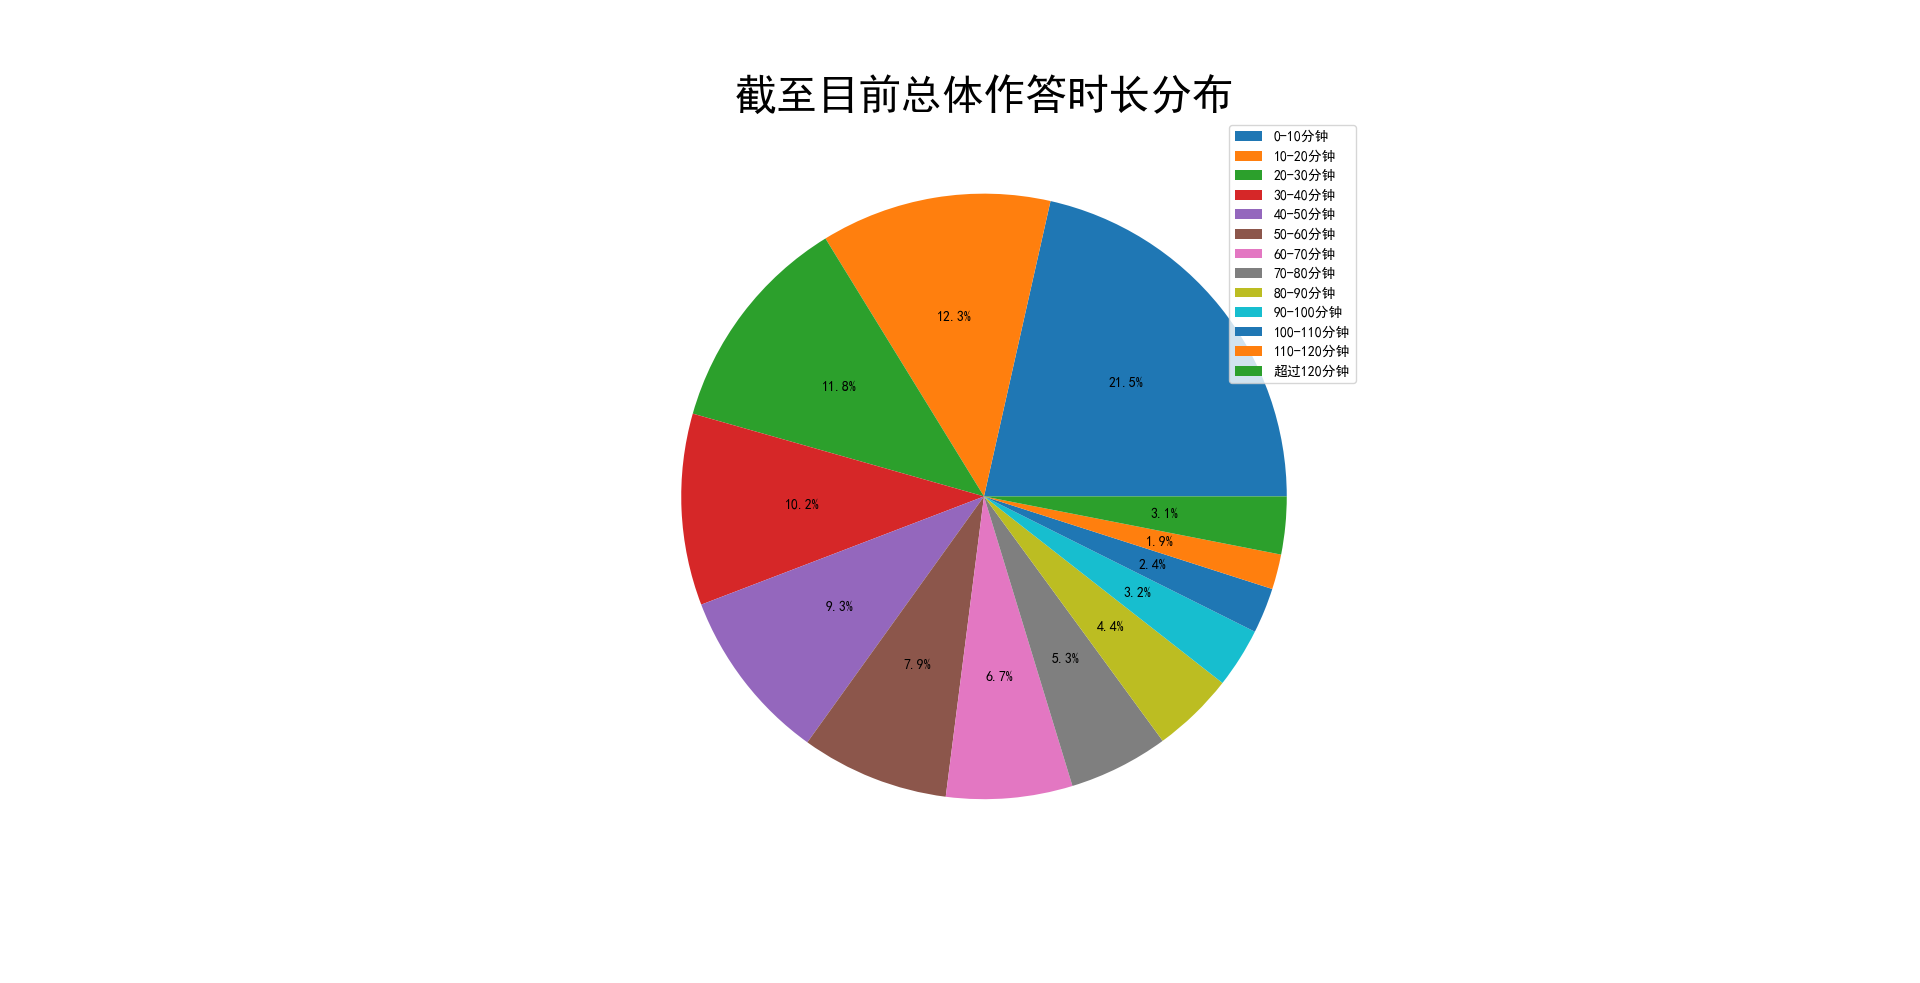 截至目前总体作答时长分布
0-10分钟
10-20分钟
20-30分钟
30-40分钟
40-50分钟
50-60分钟
60-70分钟
70-80分钟
80-90分钟
90-100分钟
100-110分钟
110-120分钟
超过120分钟
12.3%
21.5%
11.8%
10.2%
9.3%
7.9%
6.7%
5.3%
4.4%
3.2%
2.4%
1.9%
3.1%